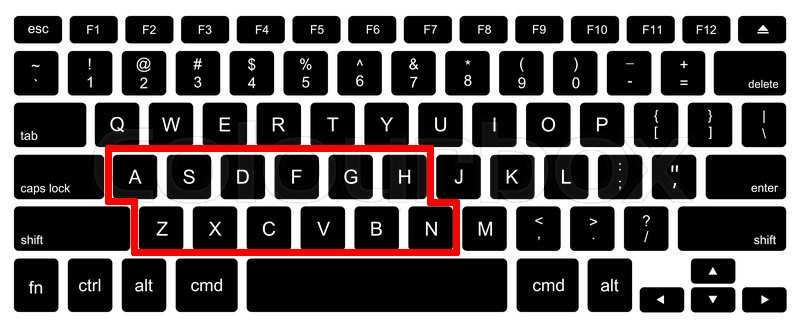 esc F1 F2 F3 F4 F5 F6 F7 F8 F9 F10 F11 F12
~ ! @ # $ % ^ & * ( ) _ +
` 1 2 3 4 5 6 7 8 9 0 - = delete
tab Q W E R T Y U I O P { [ } ] | \
caps lock A S D F G H J K L : ; " , enter
shift Z X C V B N M < , > . ? / shift
fn ctrl alt cmd cmd alt ▲
◀ ▼ ▶
colourbox